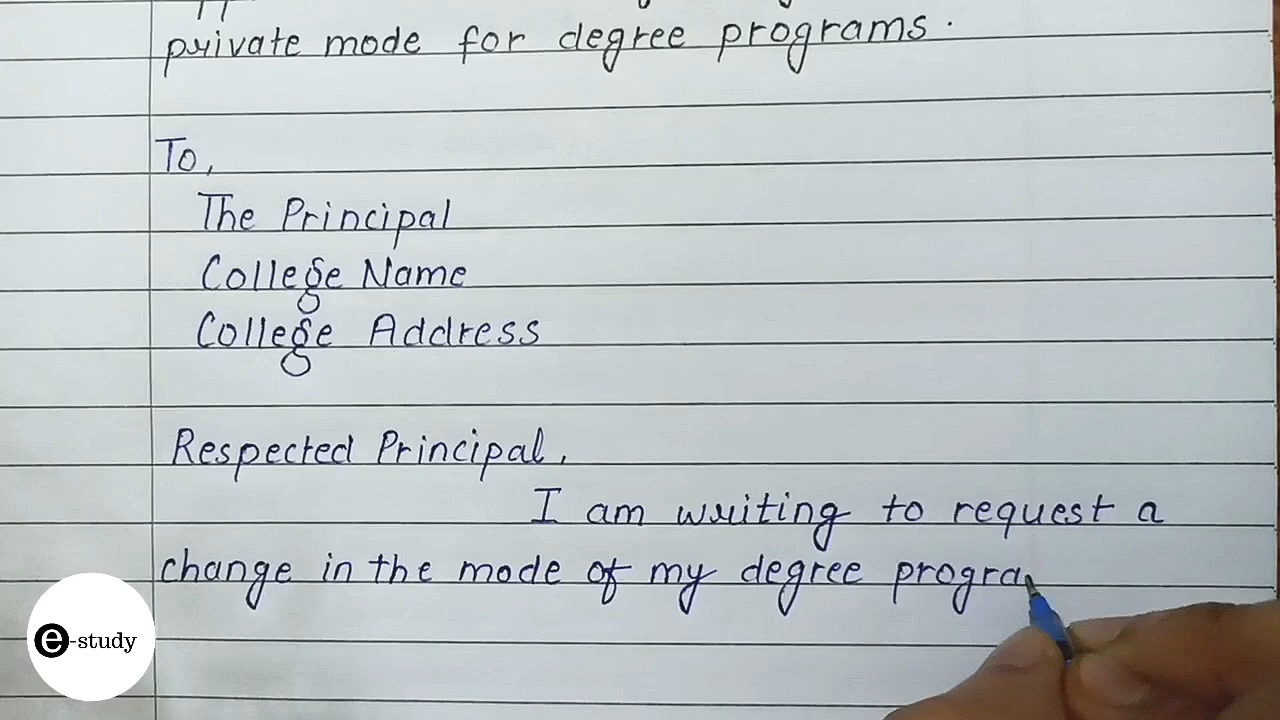 private mode for degree programs.
To,
The Principal
College Name
College Address
Respected Principal,
I am writing to request a
change in the mode of my degree progra
e-study